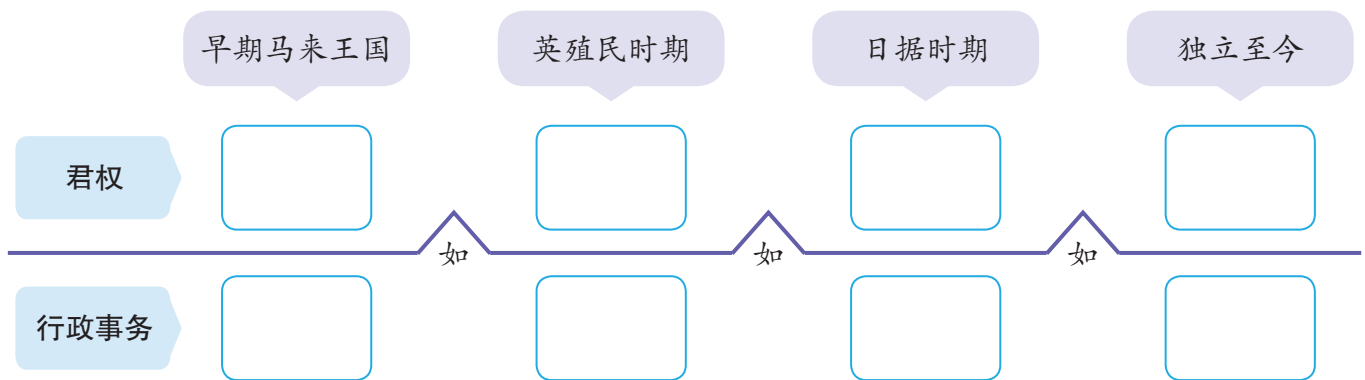 早期马来王国
英殖民时期
日据时期
独立至今
君权
如
如
如
行政事务